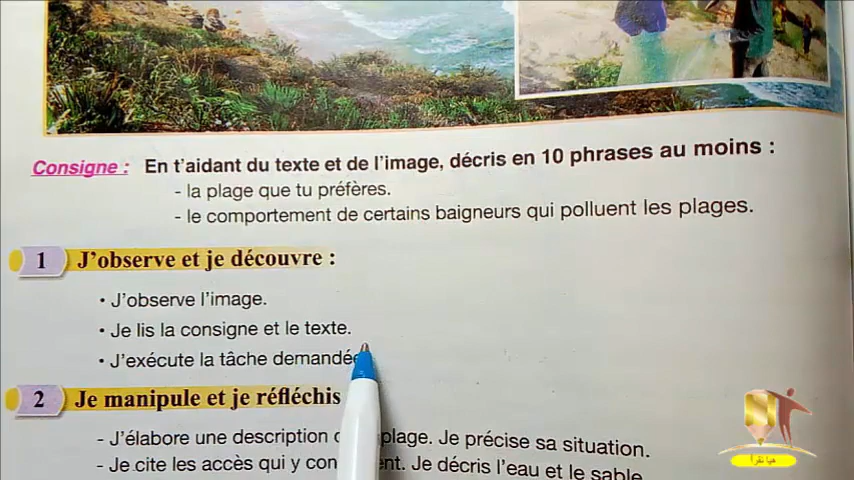 Consigne : En t'aidant du texte et de l'image, décris en 10 phrases au moins :
- la plage que tu préfères.
- le comportement de certains baigneurs qui polluent les plages.
1 J'observe et je découvre :
• J'observe l'image.
• Je lis la consigne et le texte.
• J'exécute la tâche demandée
2 Je manipule et je réfléchis
- J'élabore une description plage. Je précise sa situation.
- Je cite les accès qui y Je décris l'eau et le sable
هيا نقرأ